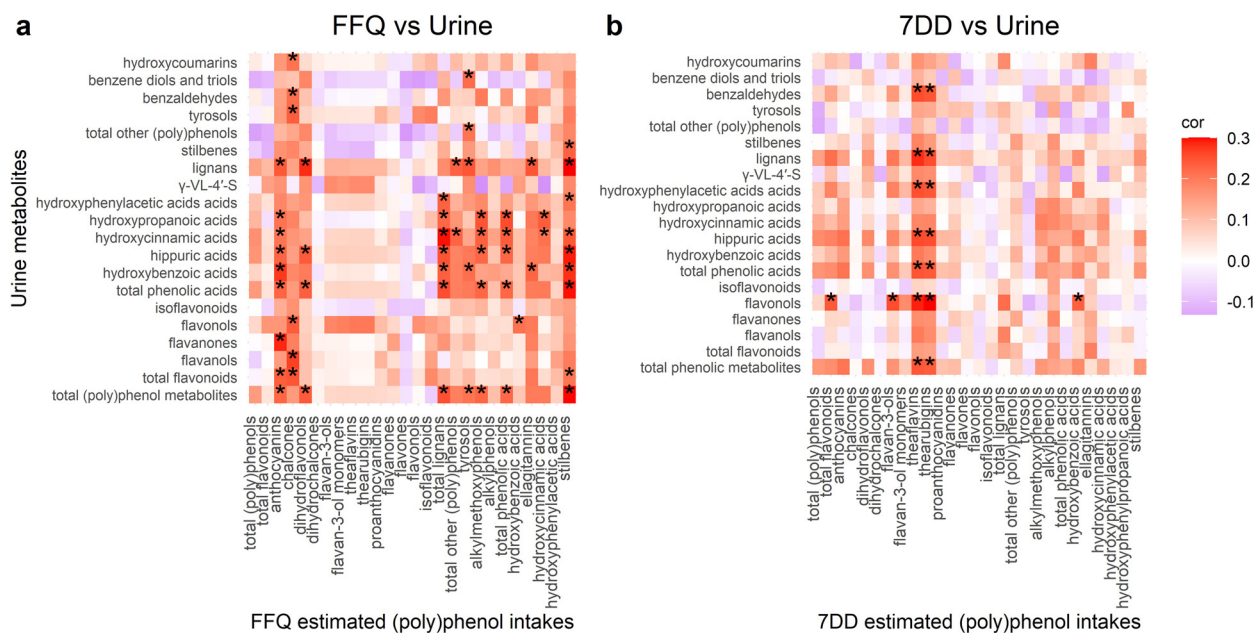 a
FFQ vs Urine
Urine metabolites
hydroxycoumarins
benzene diols and triols
benzaldehydes
tyrosols
total other (poly)phenols
stilbenes
lignans
γ-VL-4′-S
hydroxyphenylacetic acids acids
hydroxypropanoic acids
hydroxycinnamic acids
hippuric acids
hydroxybenzoic acids
total phenolic acids
isoflavonoids
flavonols
flavanones
flavanols
total flavonoids
total (poly)phenol metabolites
total (poly)phenols
total flavonoids
anthocyanins
chalcones
dihydroflavonols
dihydrochalcones
flavan-3-ols
flavan-3-ol monomers
theaflavins
thearubigins
proanthocyanidins
flavanones
flavones
flavonols
isoflavonoids
total lignans
total other (poly)phenols
tyrosols
alkylmethoxyphenols
alkylphenols
total phenolic acids
hydroxybenzoic acids
ellagitannins
hydroxycinnamic acids
hydroxyphenylacetic acids
stilbenes
FFQ estimated (poly)phenol intakes
b
7DD vs Urine
hydroxycoumarins
benzene diols and triols
benzaldehydes
tyrosols
total other (poly)phenols
stilbenes
lignans
γ-VL-4′-S
hydroxyphenylacetic acids acids
hydroxypropanoic acids
hydroxycinnamic acids
hippuric acids
hydroxybenzoic acids
total phenolic acids
isoflavonoids
flavonols
flavanones
flavanols
total flavonoids
total phenolic metabolites
total (poly)phenols
total flavonoids
anthocyanins
chalcones
dihydroflavonols
dihydrochalcones
flavan-3-ols
flavan-3-ol monomers
theaflavins
thearubigins
proanthocyanidins
flavanones
flavones
flavonols
isoflavonoids
total lignans
total other (poly)phenols
tyrosols
alkylmethoxyphenols
alkylphenols
total phenolic acids
hydroxybenzoic acids
ellagitannins
hydroxycinnamic acids
hydroxyphenylacetic acids
hydroxyphenylpropanoic acids
stilbenes
7DD estimated (poly)phenol intakes
cor
0.3
0.2
0.1
0.0
-0.1